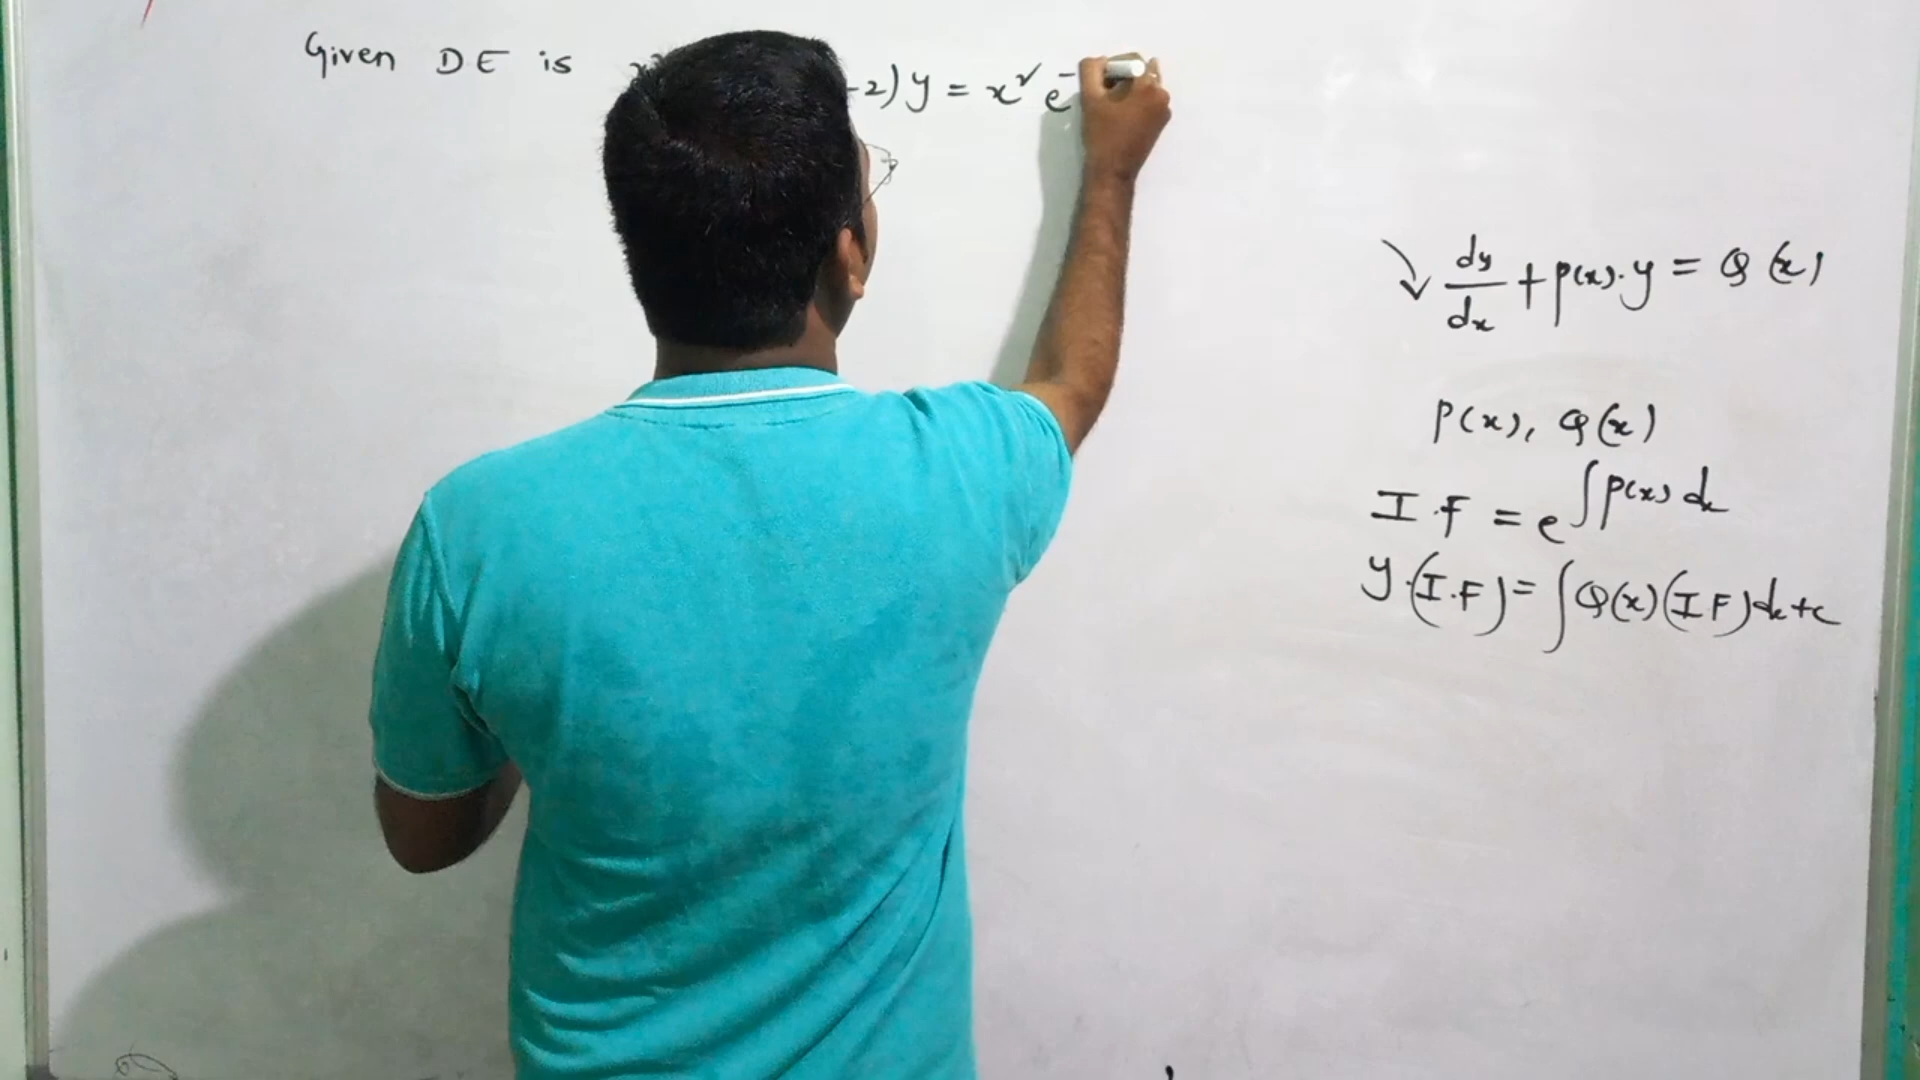 Given DE is x -2) y = x² e⁻
dy/dx + p(x).y = Q(x)
p(x), Q(x)
I.F = e^∫p(x) dx
y.(I.F) = ∫Q(x)(I F)dx+c